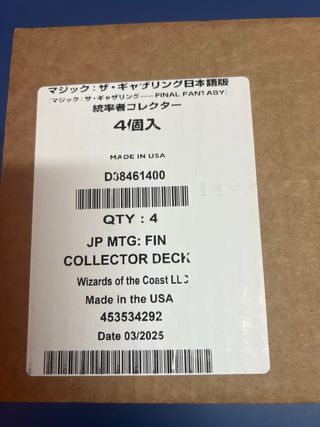 マジック：ザ・ギャザリング日本語版
「マジック：ザ・ギャザリング――FINAL FANTASY」
統率者コレクター
4個入
MADE IN USA
D38461400
QTY : 4
JP MTG: FIN
COLLECTOR DECK
Wizards of the Coast LLC
Made in the USA
453534292
Date 03/2025